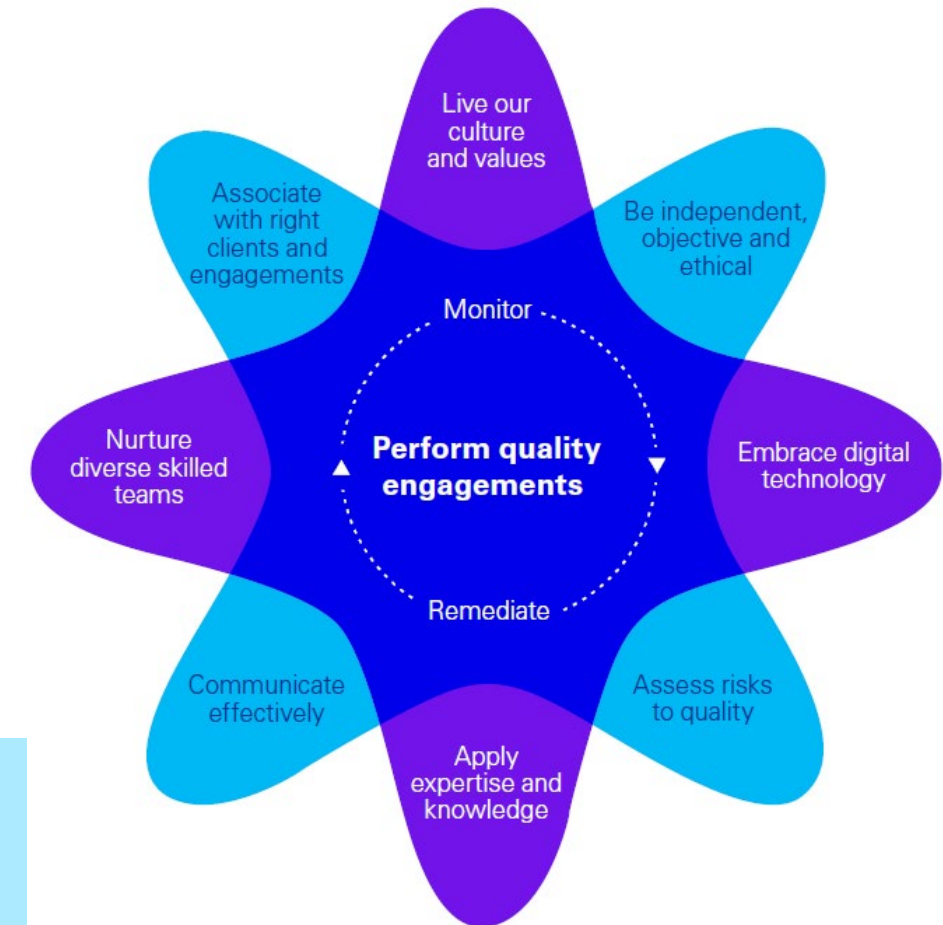 Live our
culture
and values
Be independent,
objective and
ethical
Embrace digital
technology
Assess risks
to quality
Apply
expertise and
knowledge
Communicate
effectively
Nurture
diverse skilled
teams
Associate
with right
clients and
engagements
Monitor
Perform quality
engagements
Remediate